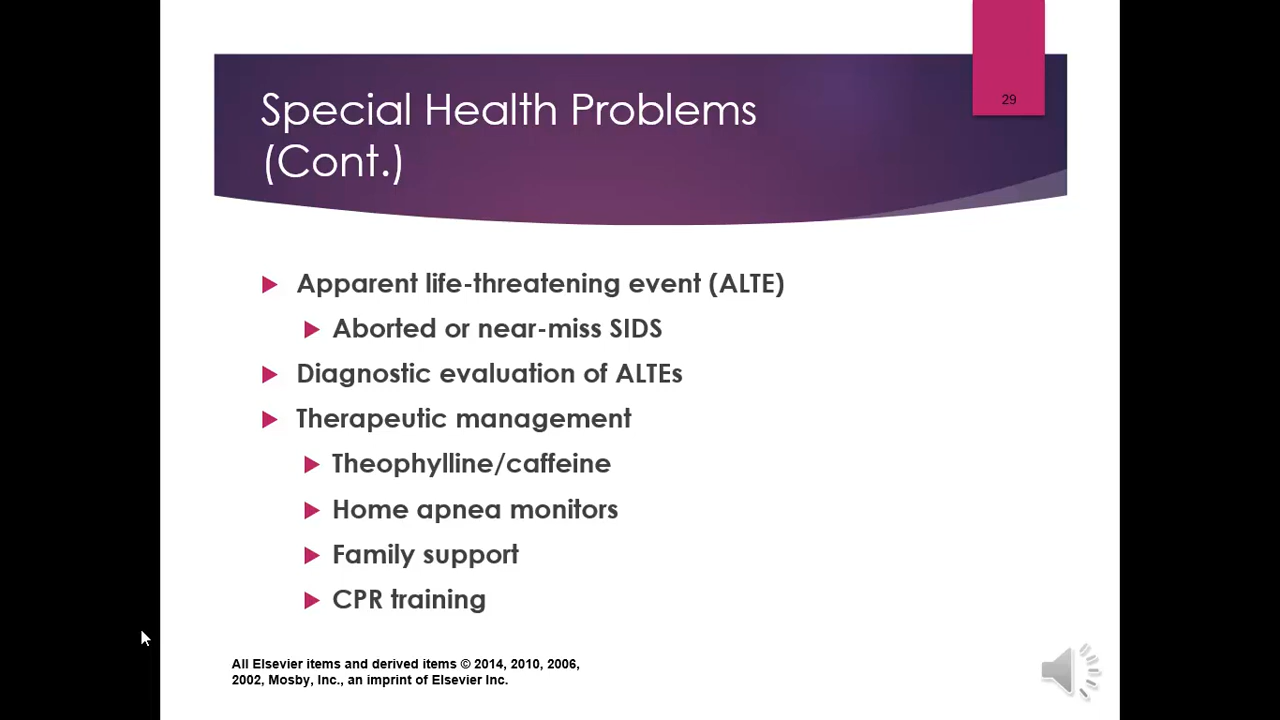 29
Special Health Problems
(Cont.)
Apparent life-threatening event (ALTE)
Aborted or near-miss SIDS
Diagnostic evaluation of ALTEs
Therapeutic management
Theophylline/caffeine
Home apnea monitors
Family support
CPR training
All Elsevier items and derived items © 2014, 2010, 2006,
2002, Mosby, Inc., an imprint of Elsevier Inc.